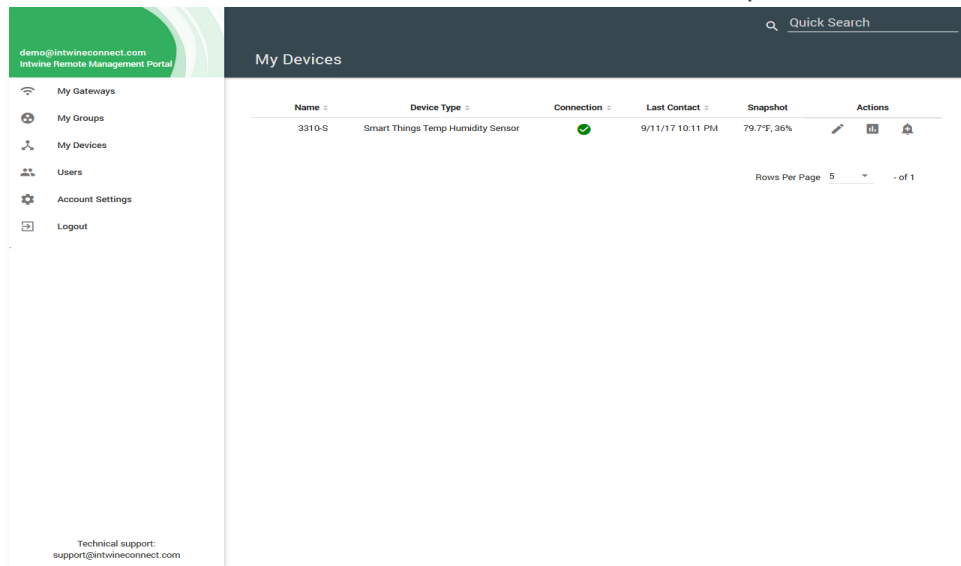 Quick Search
demo@intwineconnect.com
Intwine Remote Management Portal
My Devices
My Gateways
My Groups
My Devices
Users
Account Settings
Logout
Name Device Type Connection Last Contact Snapshot Actions
3310-S Smart Things Temp Humidity Sensor 9/11/17 10:11 PM 79.7°F, 36%
Rows Per Page 5 - of 1
Technical support:
support@intwineconnect.com